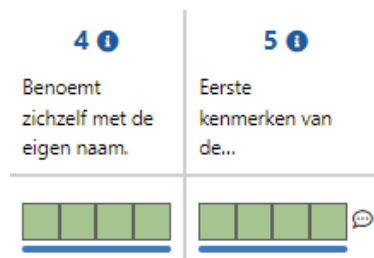 4
Benoemt
zichzelf met de
eigen naam.
5
Eerste
kenmerken van
de...